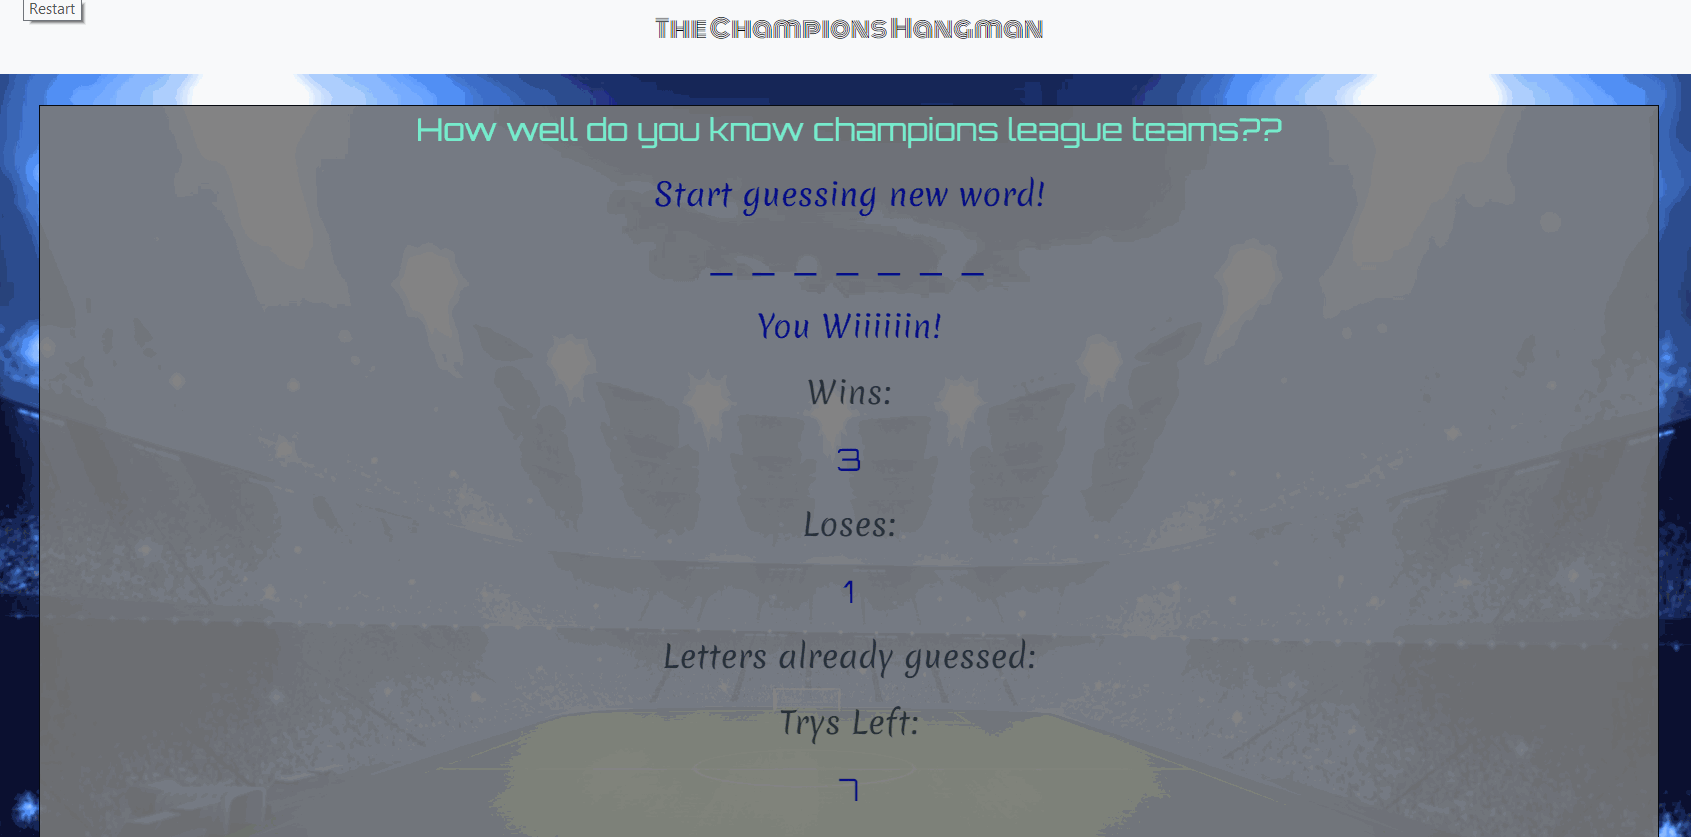 Restart
The Champions Hangman
How well do you know champions league teams??
Start guessing new word!
_ _ _ _ _ _ _
You Wiiiiiin!
Wins:
3
Loses:
1
Letters already guessed:
Trys Left:
7